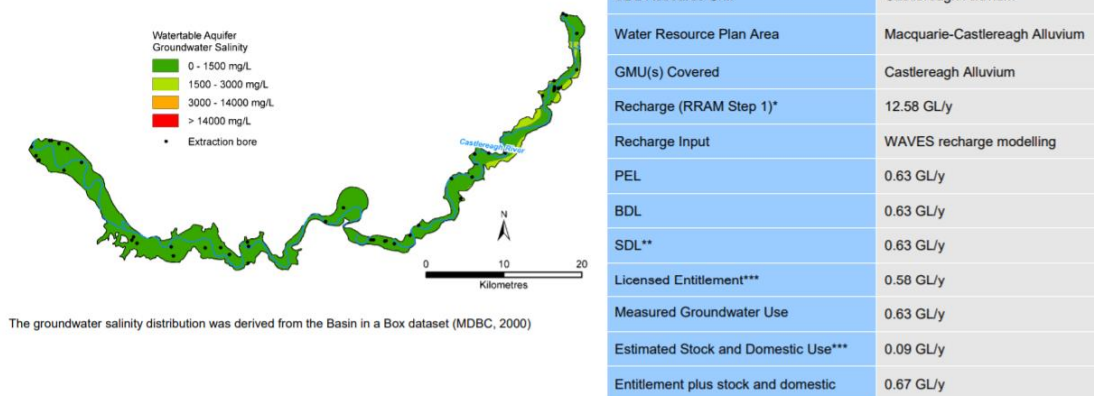 Watertable Aquifer
Groundwater Salinity
0 - 1500 mg/L
1500 - 3000 mg/L
3000 - 14000 mg/L
> 14000 mg/L
Extraction bore
Castlereagh River
N
0 10 20
Kilometres
The groundwater salinity distribution was derived from the Basin in a Box dataset (MDBC, 2000)
Water Resource Plan Area Macquarie-Castlereagh Alluvium
GMU(s) Covered Castlereagh Alluvium
Recharge (RRAM Step 1)* 12.58 GL/y
Recharge Input WAVES recharge modelling
PEL 0.63 GL/y
BDL 0.63 GL/y
SDL** 0.63 GL/y
Licensed Entitlement*** 0.58 GL/y
Measured Groundwater Use 0.63 GL/y
Estimated Stock and Domestic Use*** 0.09 GL/y
Entitlement plus stock and domestic 0.67 GL/y